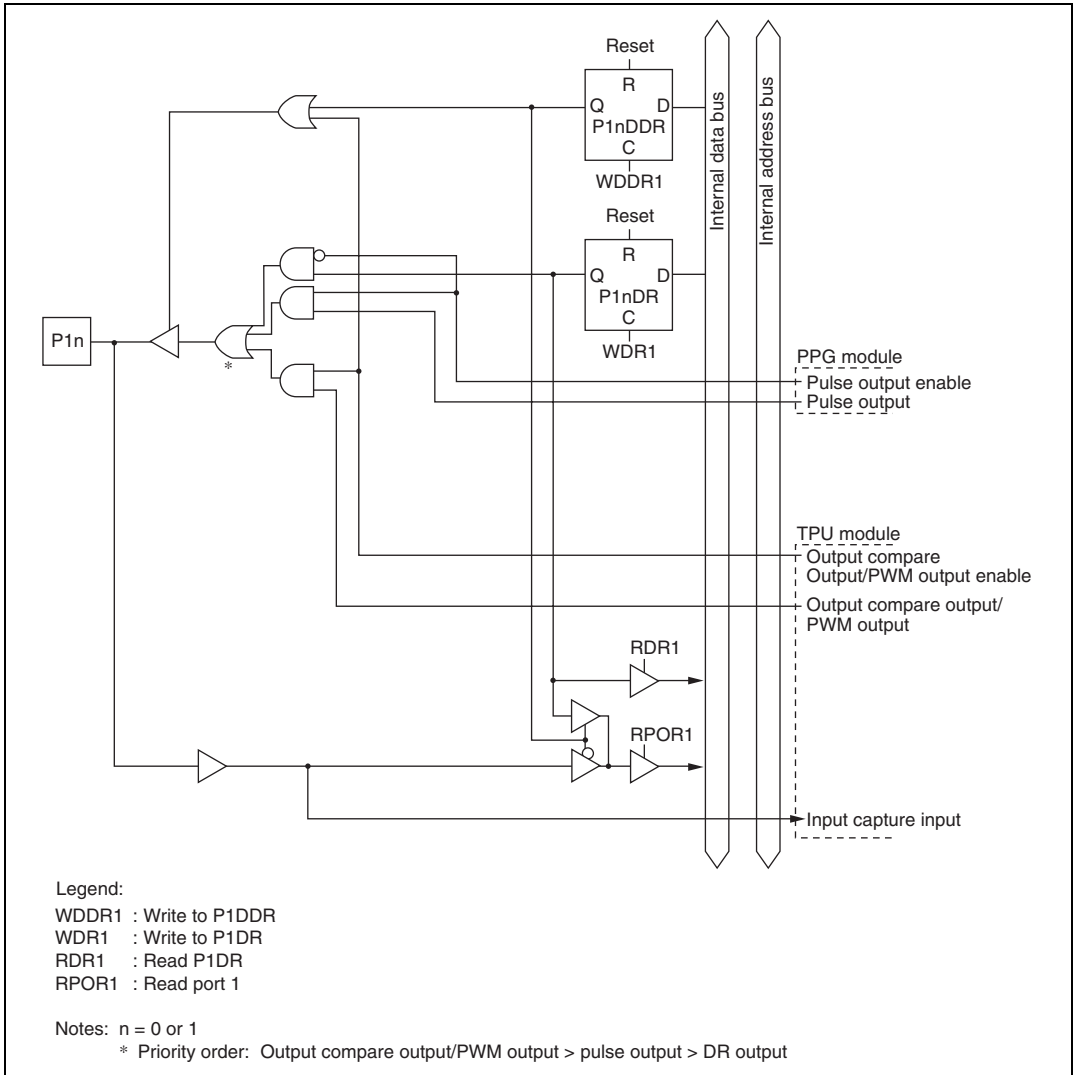 Reset
R
Q D
P1nDDR
C
WDDR1
Reset
R
Q D
P1nDR
C
WDR1
Internal data bus
Internal address bus
P1n
*
PPG module
Pulse output enable
Pulse output
TPU module
Output compare
Output/PWM output enable
Output compare output/
PWM output
RDR1
RPOR1
Input capture input
Legend:
WDDR1 : Write to P1DDR
WDR1 : Write to P1DR
RDR1 : Read P1DR
RPOR1 : Read port 1
Notes: n = 0 or 1
* Priority order: Output compare output/PWM output > pulse output > DR output